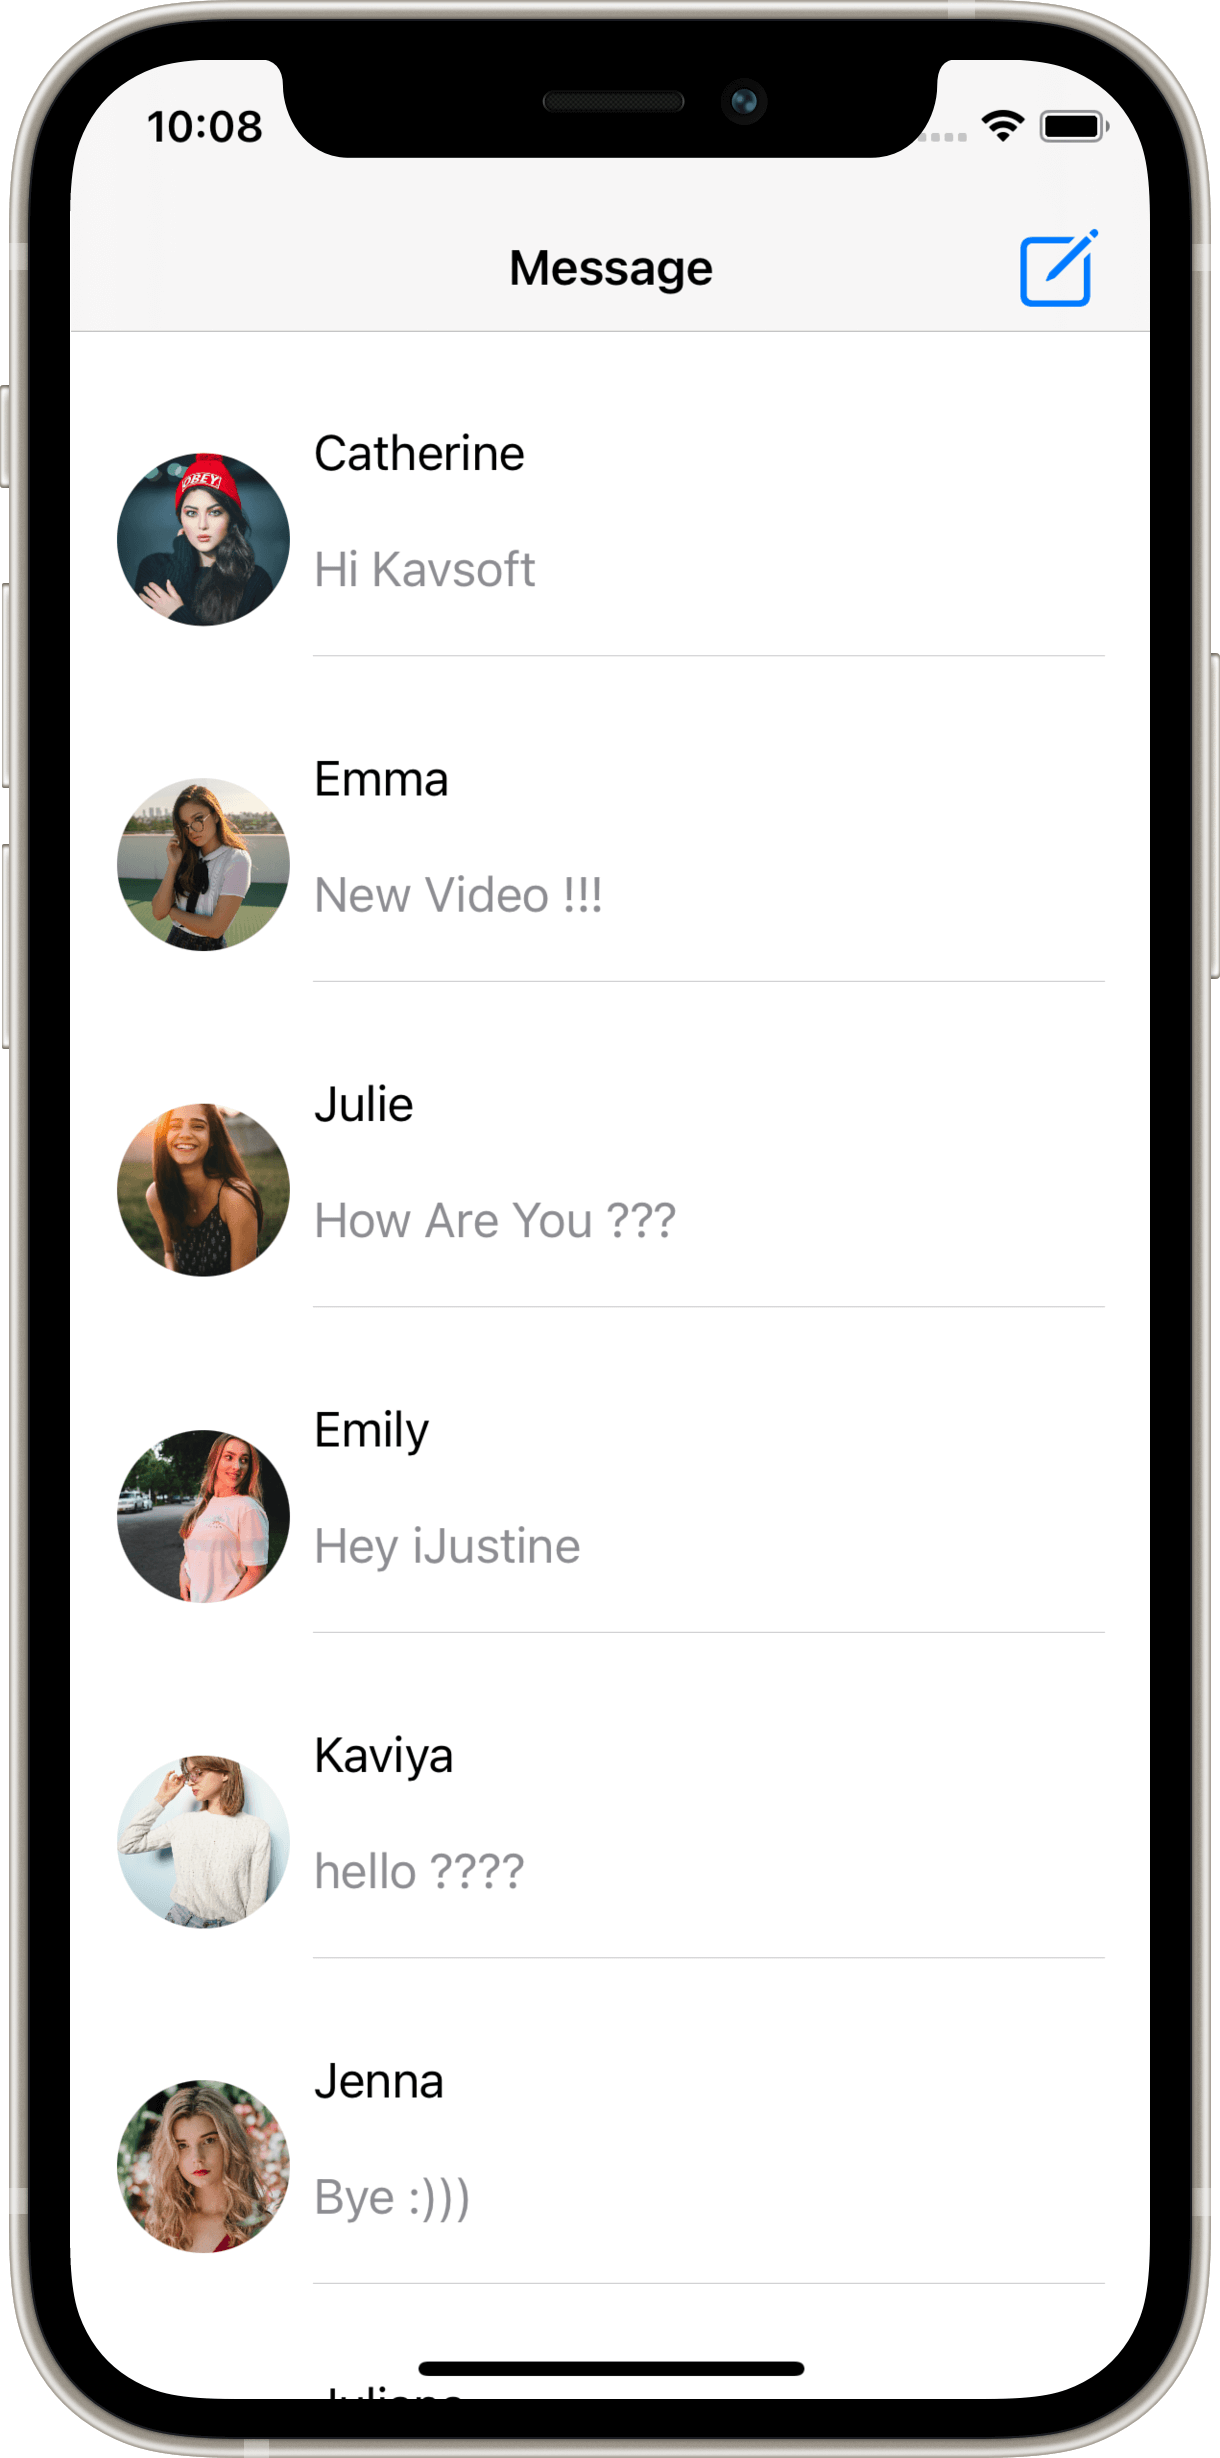 10:08
Message
Catherine
OBEY
Hi Kavsoft
Emma
New Video !!!
Julie
How Are You ???
Emily
Hey iJustine
Kaviya
hello ????
Jenna
Bye :)))